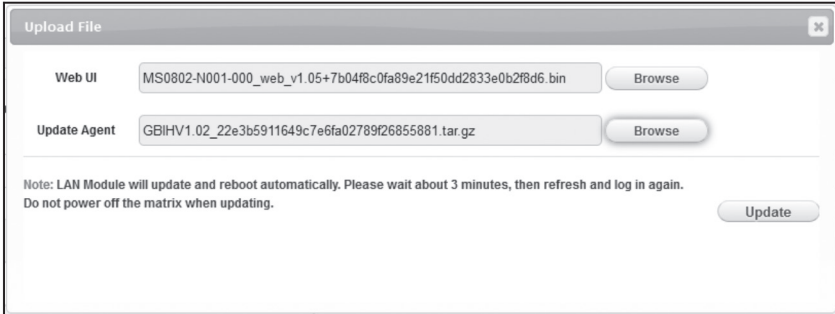 Upload File
Web UI MS0802-N001-000_web_v1.05+7b04f8c0fa89e21f50dd2833e0b2f8d6.bin Browse
Update Agent GBIHV1.02_22e3b5911649c7e6fa02789f26855881.tar.gz Browse
Note: LAN Module will update and reboot automatically. Please wait about 3 minutes, then refresh and log in again.
Do not power off the matrix when updating.
Update